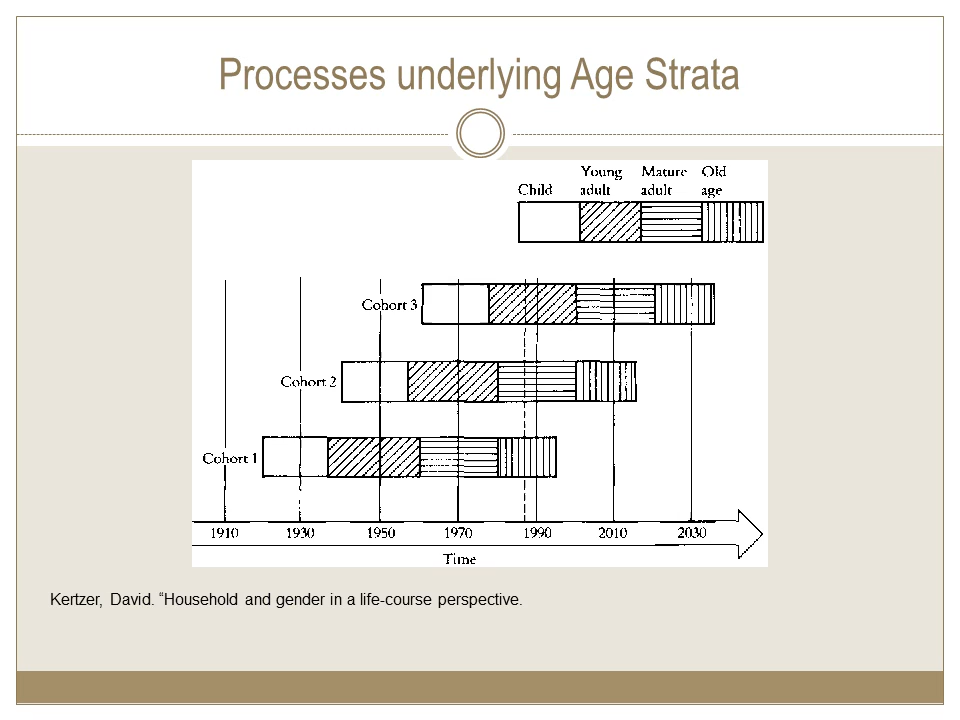 Processes underlying Age Strata
Young Mature Old
Child adult adult age
Cohort 3
Cohort 2
Cohort 1
1910 1930 1950 1970 1990 2010 2030
Time
Kertzer, David. “Household and gender in a life-course perspective.